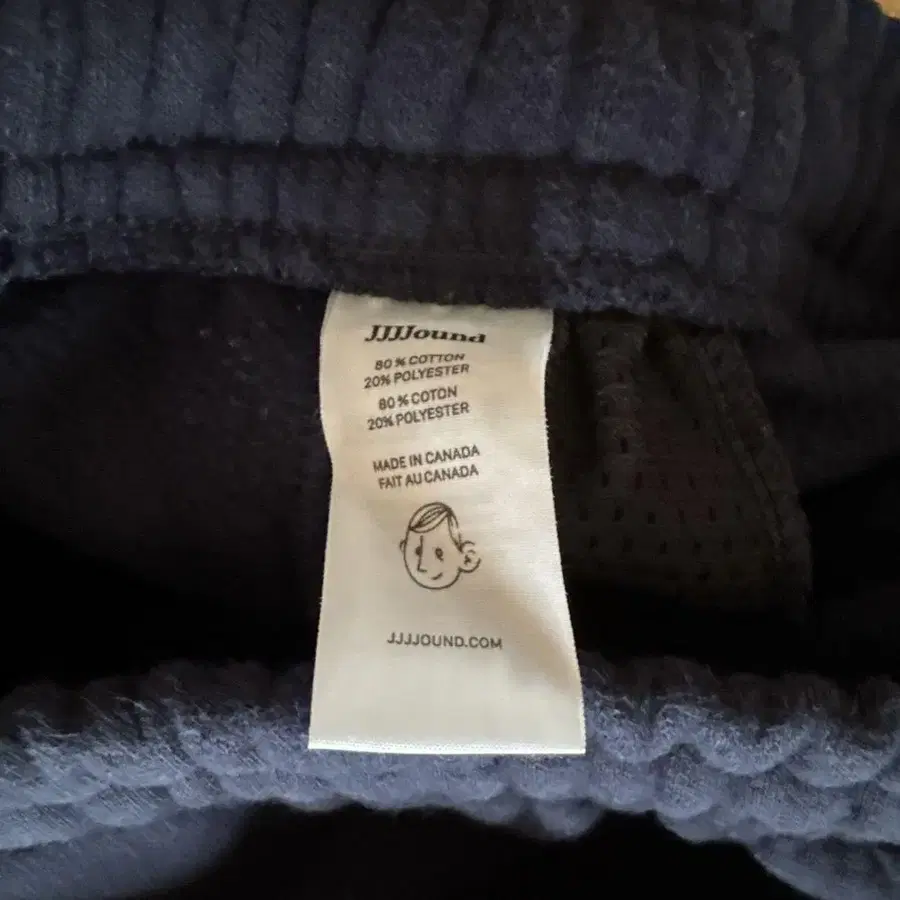 JJJJound
80% COTTON
20% POLYESTER
80% COTON
20% POLYESTER
MADE IN CANADA
FAIT AU CANADA
JJJJOUND.COM